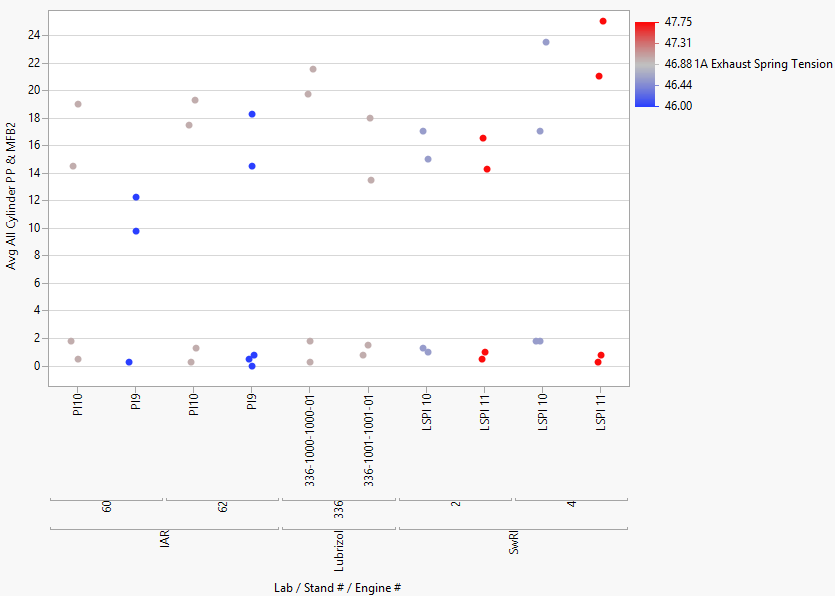 47.75
47.31
46.88 1A Exhaust Spring Tension
46.44
46.00
Avg All Cylinder PP & MFB2
24
22
20
18
16
14
12
10
8
6
4
2
0
PI10
PI9
PI10
PI9
336-1000-1000-01
336-1001-1001-01
LSPI 10
LSPI 11
LSPI 10
LSPI 11
60
62
336
2
4
IAR
Lubrizol
SwRI
Lab / Stand # / Engine #